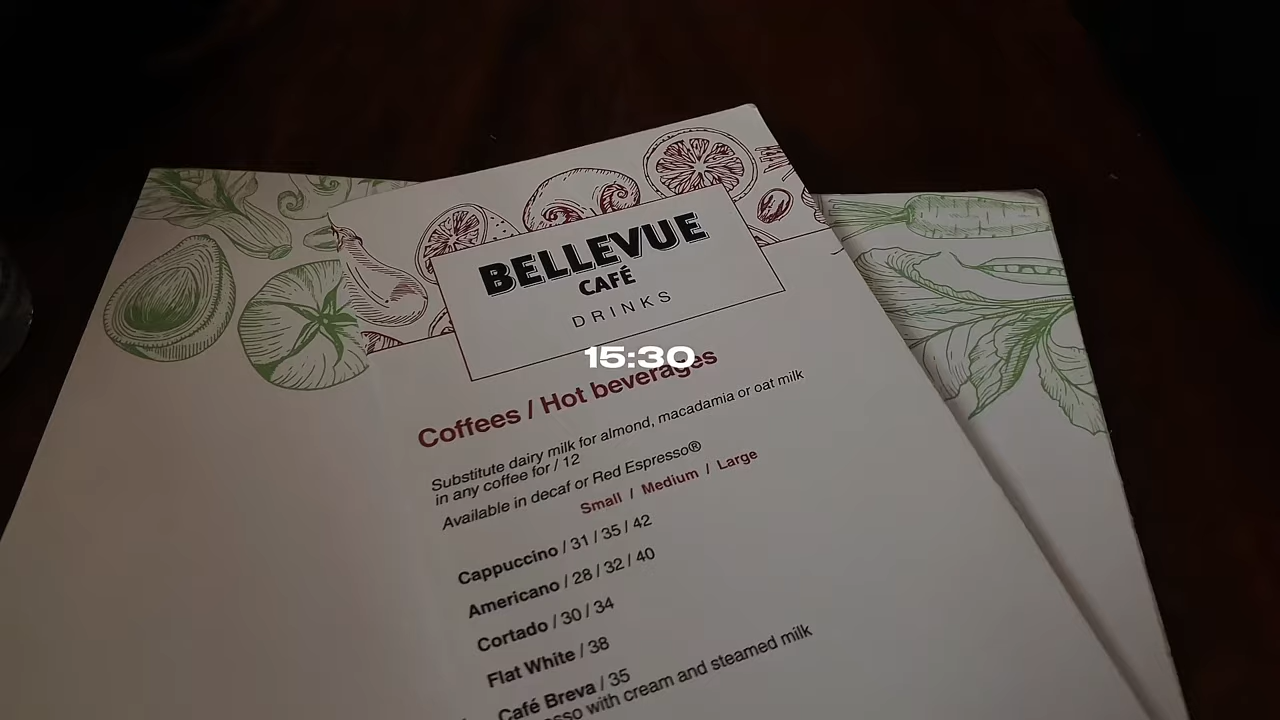 BELLEVUE
CAFÉ
DRINKS
15:30
Coffees / Hot beverages
Substitute dairy milk for almond, macadamia or oat milk
in any coffee for / 12
Available in decaf or Red Espresso®
Small / Medium / Large
Cappuccino / 31 / 35 / 42
Americano / 28 / 32 / 40
Cortado / 30 / 34
Flat White / 38
Café Breva / 35
with cream and steamed milk